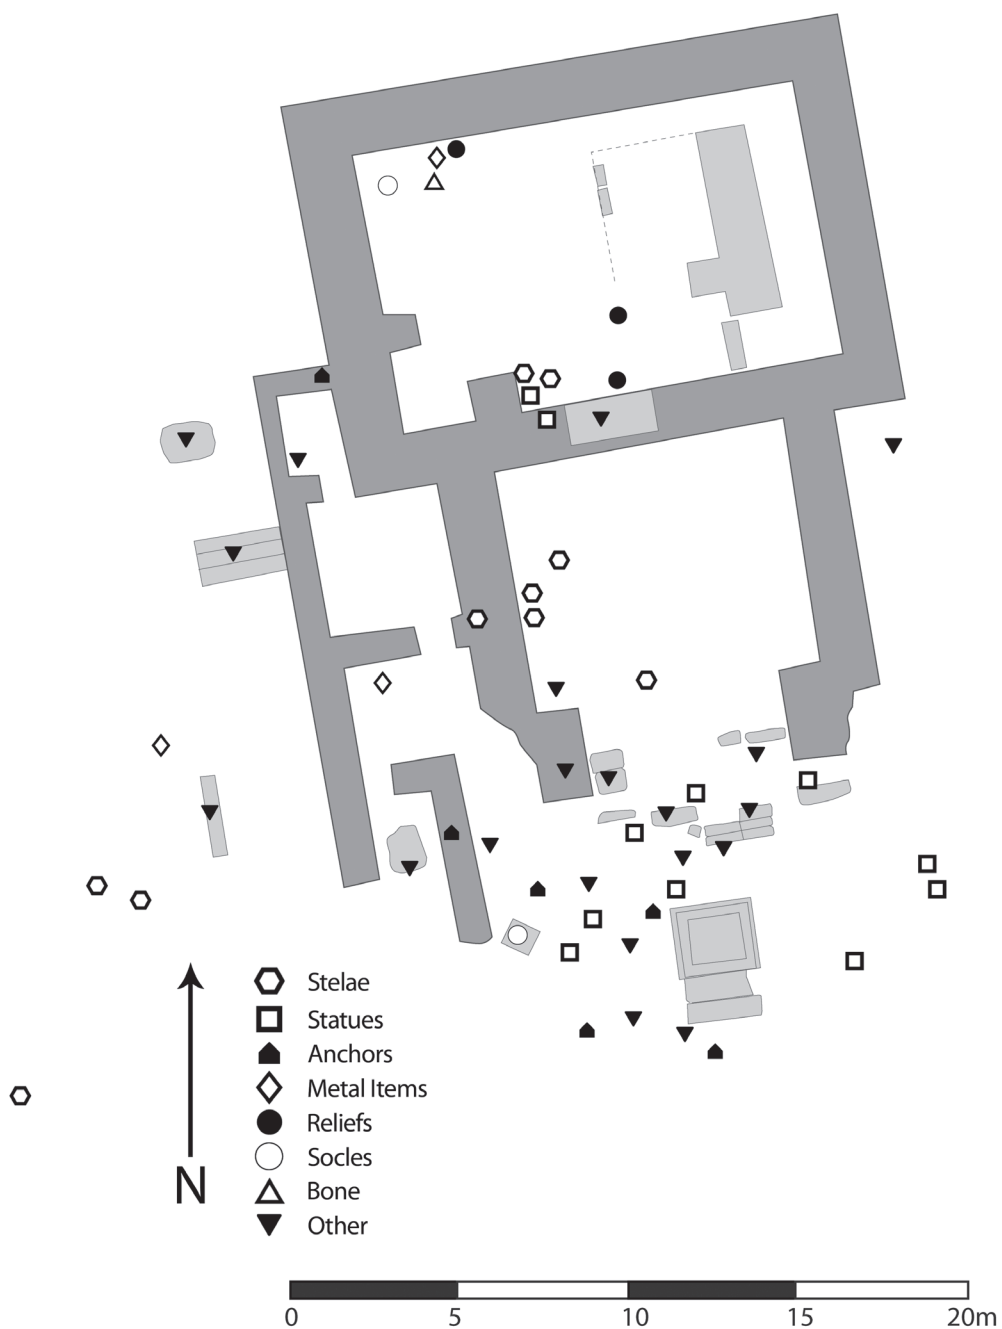 Stelae
Statues
Anchors
Metal Items
Reliefs
Socles
Bone
Other
N
0 5 10 15 20m